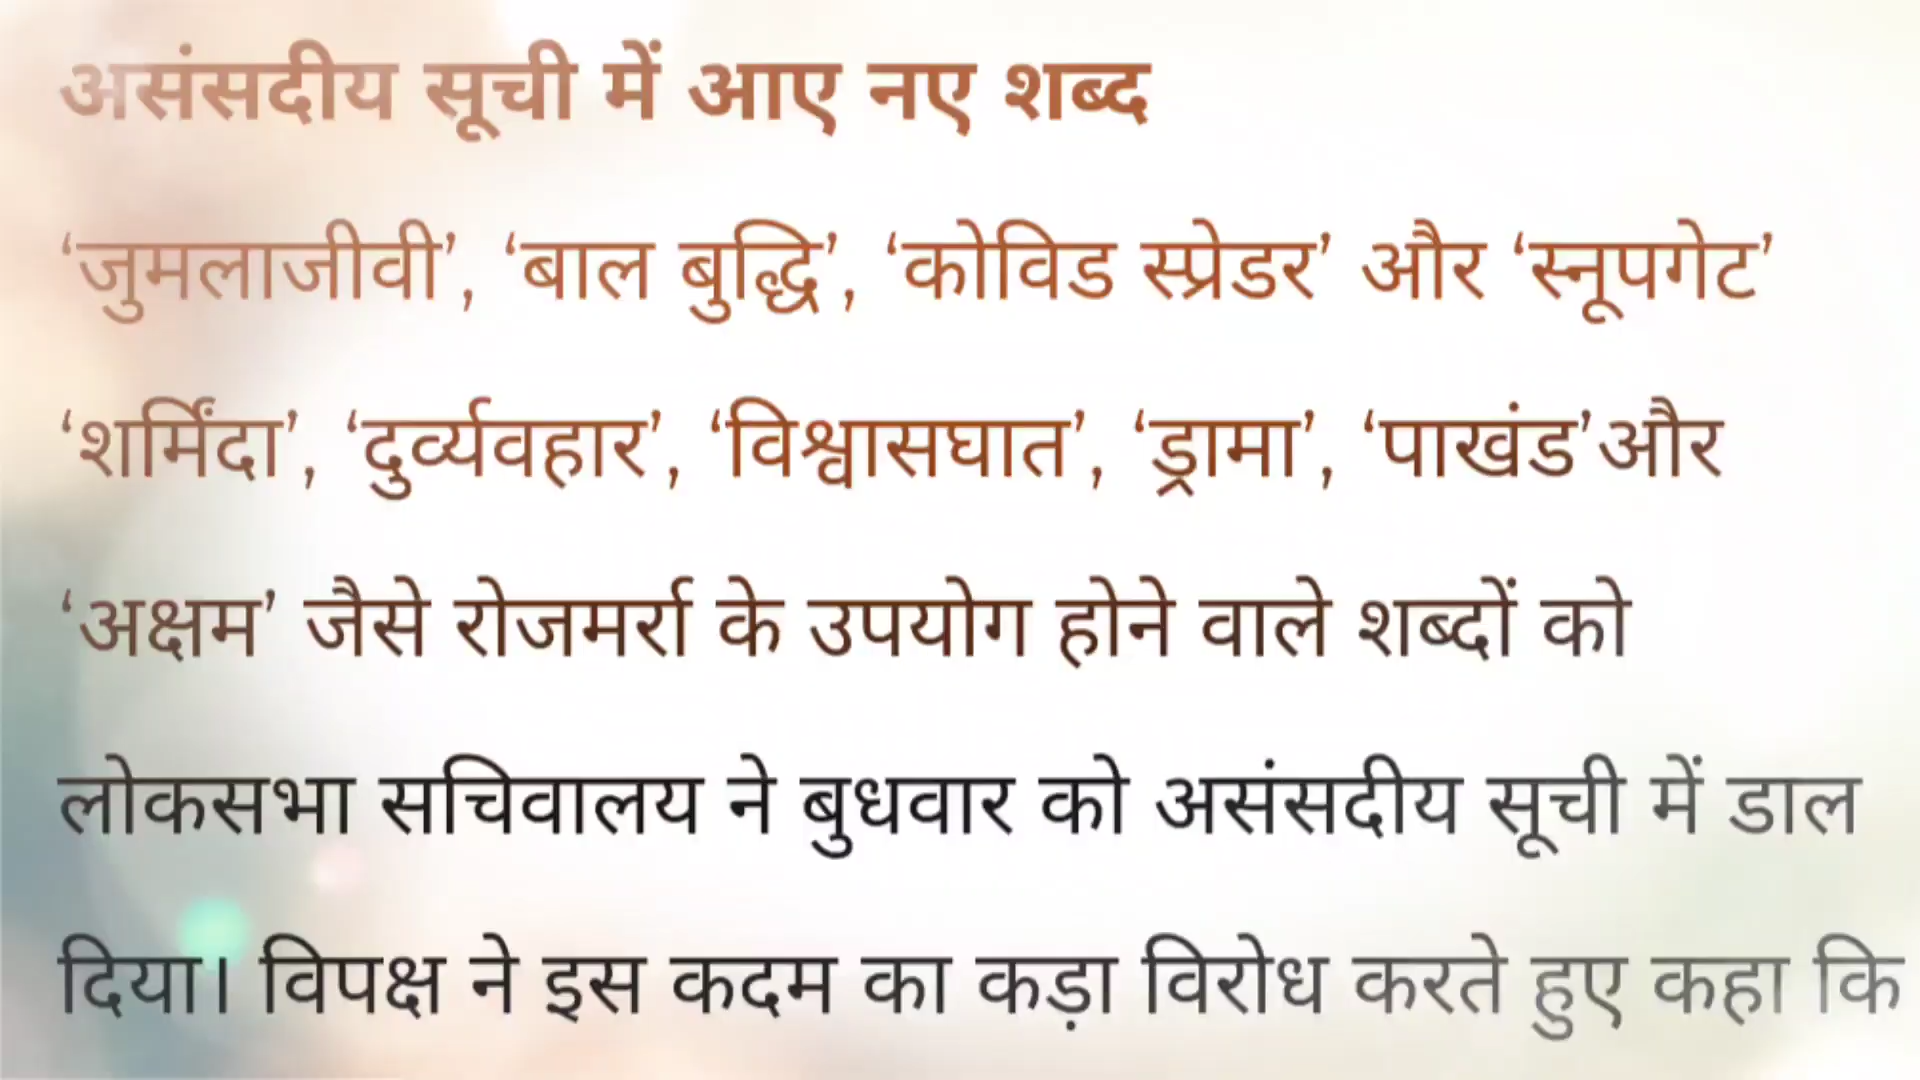 असंसदीय सूची में आए नए शब्द
‘जुमलाजीवी’, ‘बाल बुद्धि’, ‘कोविड स्प्रेडर’ और ‘स्नूपगेट’
‘शर्मिंदा’, ‘दुर्व्यवहार’, ‘विश्वासघात’, ‘ड्रामा’, ‘पाखंड’और
‘अक्षम’ जैसे रोजमर्रा के उपयोग होने वाले शब्दों को
लोकसभा सचिवालय ने बुधवार को असंसदीय सूची में डाल
दिया। विपक्ष ने इस कदम का कड़ा विरोध करते हुए कहा कि